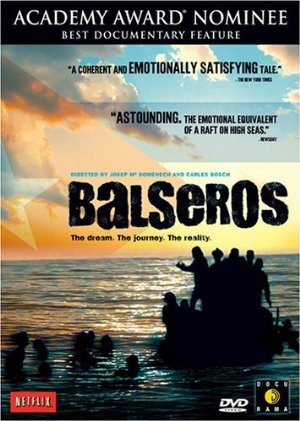 ACADEMY AWARD® NOMINEE
BEST DOCUMENTARY FEATURE
"A COHERENT AND EMOTIONALLY SATISFYING TALE."
- THE NEW YORK TIMES
"ASTONISHING. THE EMOTIONAL EQUIVALENT
OF A RAFT ON HIGH SEAS."
- NEWSDAY
DIRECTED BY JOSEP Mª DOMENECH AND CARLES BOSCH
BALSEROS
The dream. The journey. The reality.
NETFLIX
DVD
VIDEO
DOCU
RAMA